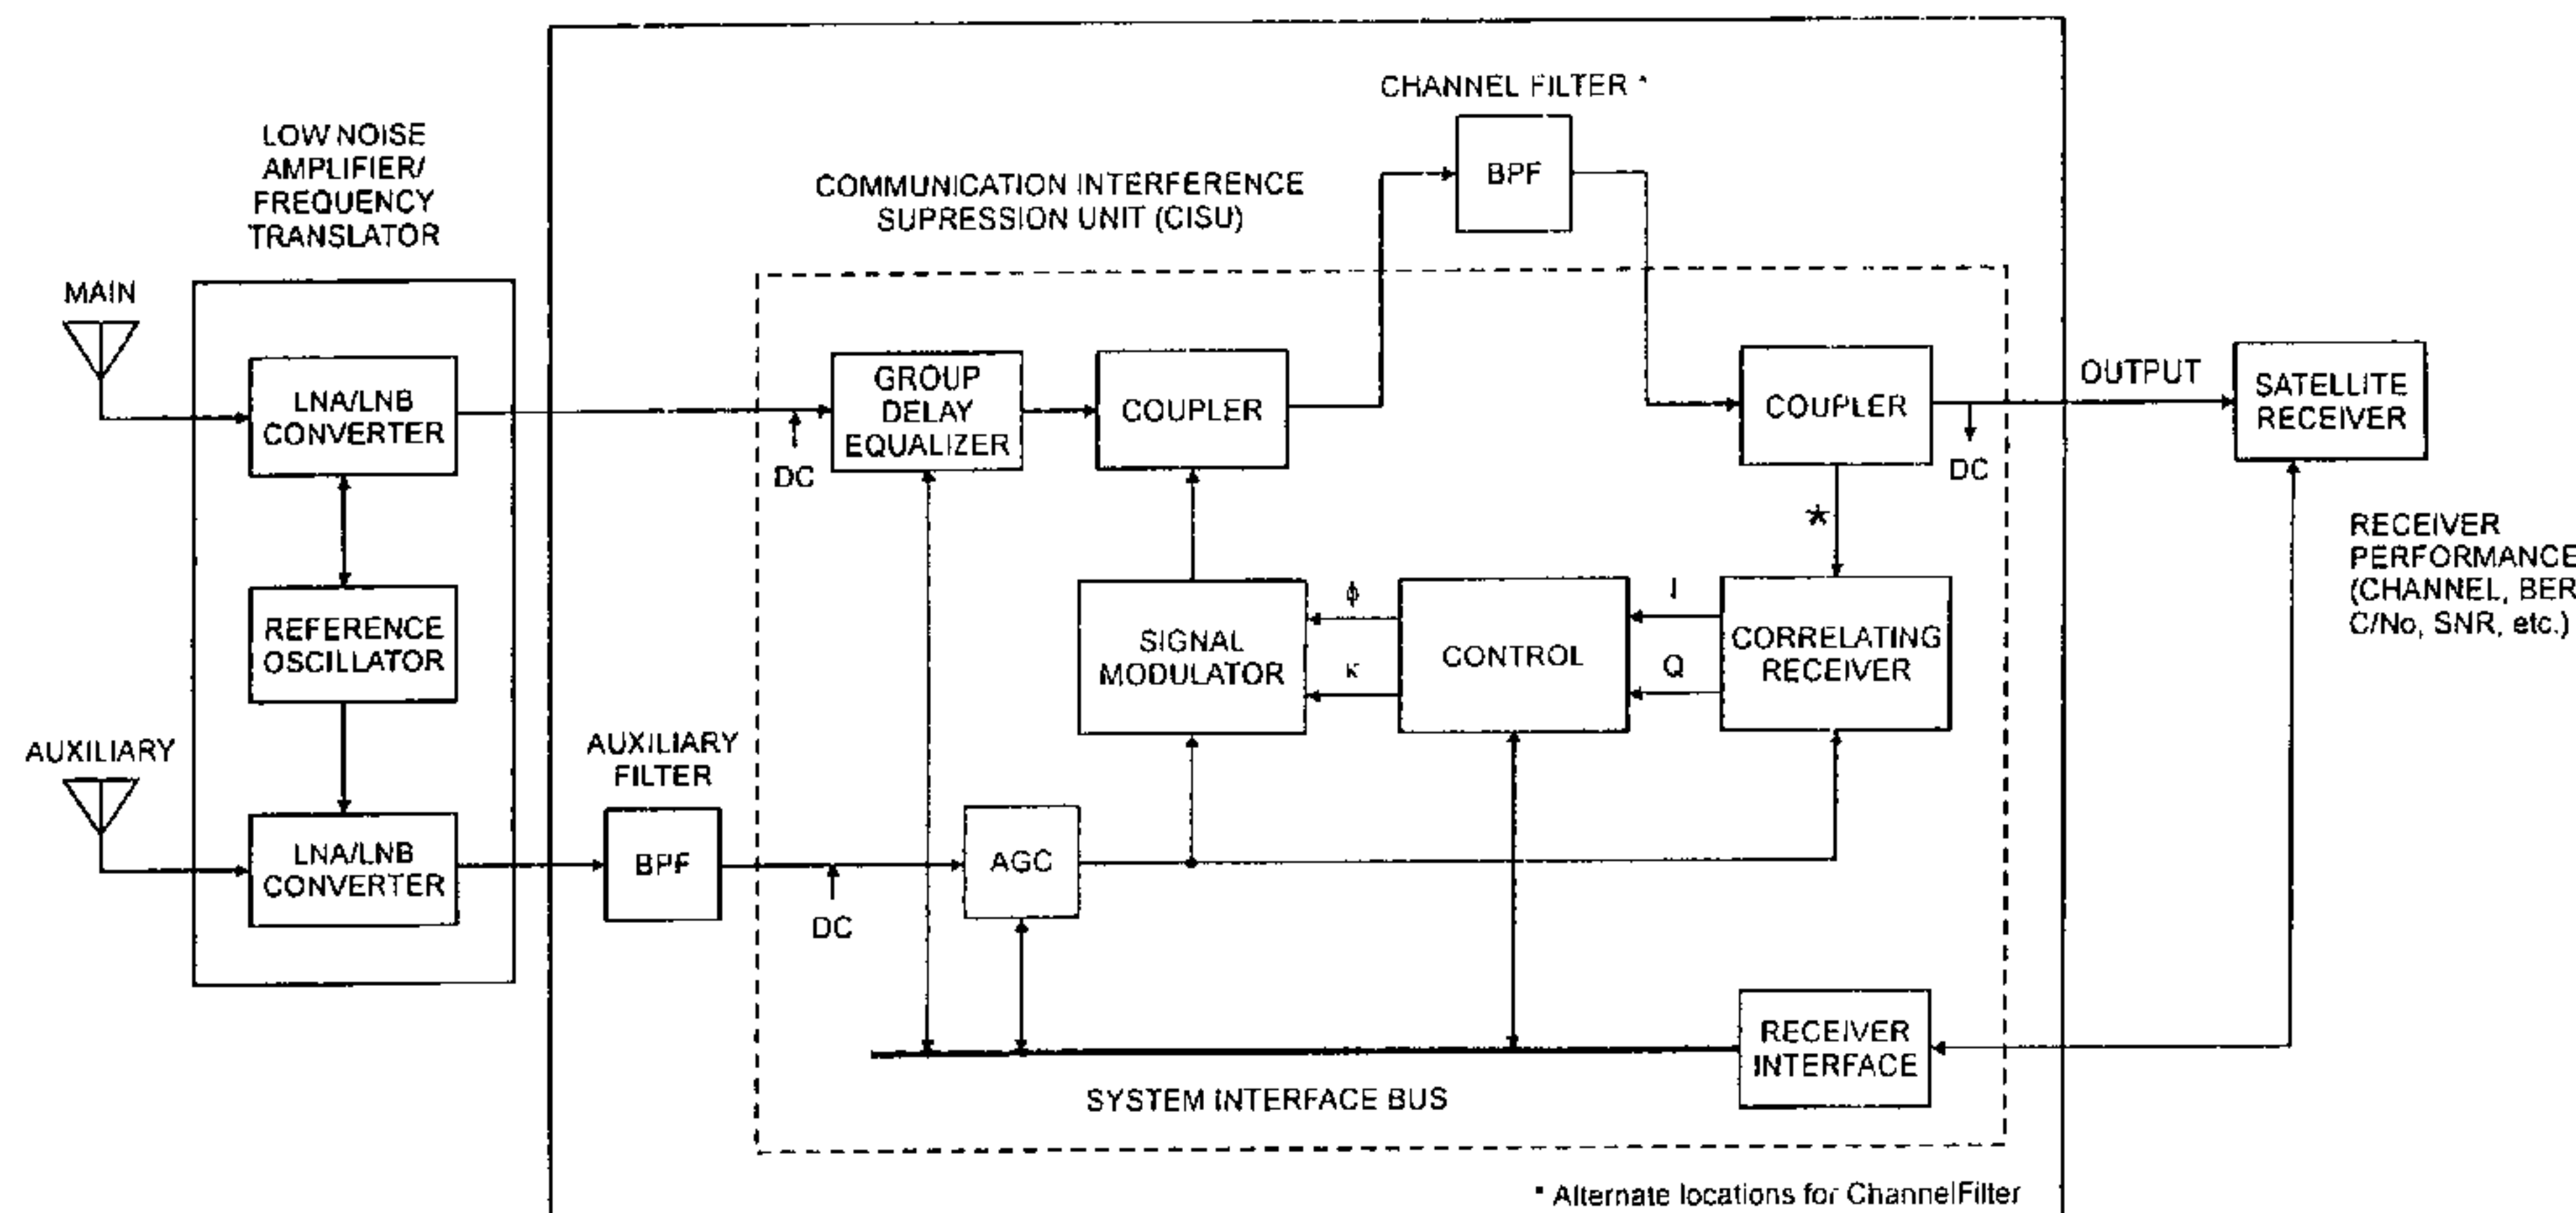 CHANNEL FILTER *
LOW NOISE
AMPLIFIER/
FREQUENCY
TRANSLATOR
COMMUNICATION INTERFERENCE
SUPRESSION UNIT (CISU)
BPF
MAIN
LNA/LNB
CONVERTER
GROUP
DELAY
EQUALIZER
COUPLER
COUPLER
OUTPUT
SATELLITE
RECEIVER
DC
DC
*
RECEIVER
PERFORMANCE
(CHANNEL, BER
C/No, SNR, etc.)
REFERENCE
OSCILLATOR
SIGNAL
MODULATOR
ϕ
κ
CONTROL
I
Q
CORRELATING
RECEIVER
AUXILIARY
AUXILIARY
FILTER
LNA/LNB
CONVERTER
BPF
DC
AGC
RECEIVER
INTERFACE
SYSTEM INTERFACE BUS
* Alternate locations for ChannelFilter